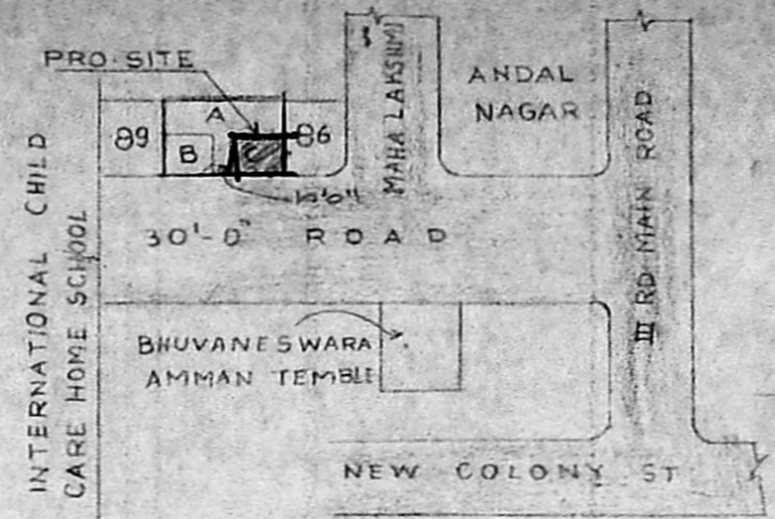 PRO-SITE
A
89
B
C
86
10'0"
MAHA LAKSHMI
ANDAL
NAGAR
III RD MAIN ROAD
INTERNATIONAL CHILD
CARE HOME SCHOOL
30'-0" ROAD
BHUVANESWARA
AMMAN TEMBLE
NEW COLONY ST